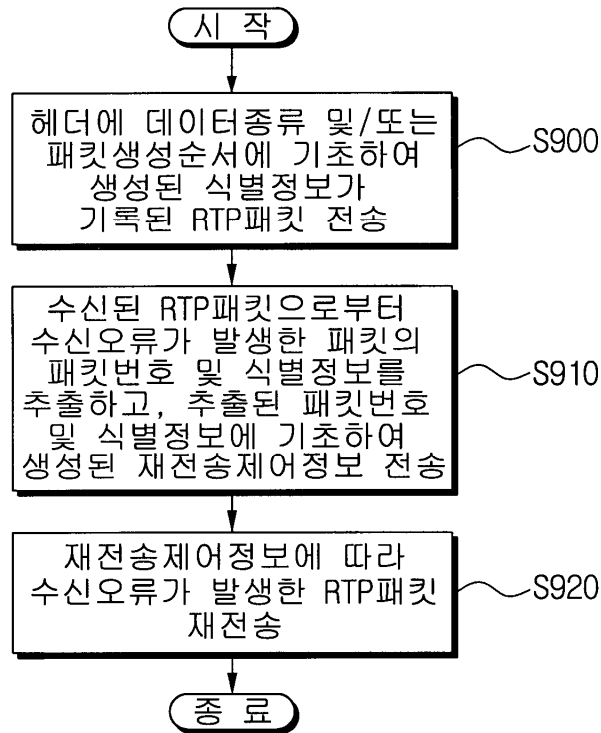 시 작
헤더에 데이터종류 및/또는
패킷생성순서에 기초하여
생성된 식별정보가
기록된 RTP패킷 전송
S900
수신된 RTP패킷으로부터
수신오류가 발생한 패킷의
패킷번호 및 식별정보를
추출하고, 추출된 패킷번호
및 식별정보에 기초하여
생성된 재전송제어정보 전송
S910
재전송제어정보에 따라
수신오류가 발생한 RTP패킷
재전송
S920
종 료